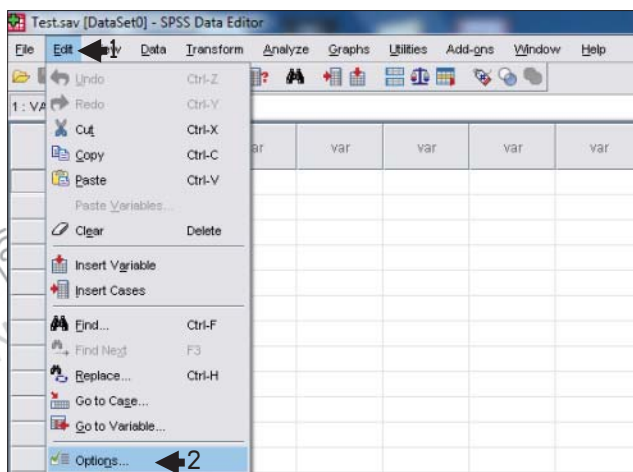 Test.sav [DataSet0] - SPSS Data Editor
File Edit 1 Data Transform Analyze Graphs Utilities Add-ons Window Help
1 :
Undo Ctrl-Z
Redo Ctrl-Y
Cut Ctrl-X
var var var var
Copy Ctrl-C
Paste Ctrl-V
Paste Variables...
Clear Delete
Insert Variable
Insert Cases
Find... Ctrl-F
Find Next F3
Replace... Ctrl-H
Go to Case...
Go to Variable...
Options... 2